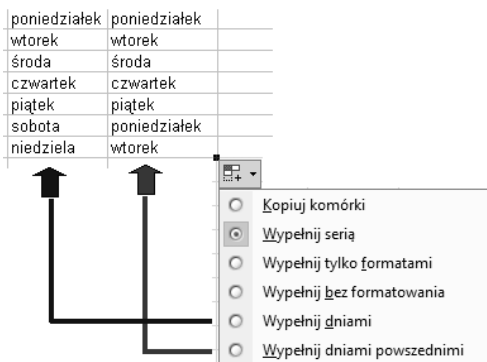 poniedziałek poniedziałek
wtorek wtorek
środa środa
czwartek czwartek
piątek piątek
sobota poniedziałek
niedziela wtorek
Kopiuj komórki
Wypełnij serią
Wypełnij tylko formatami
Wypełnij bez formatowania
Wypełnij dniami
Wypełnij dniami powszednimi